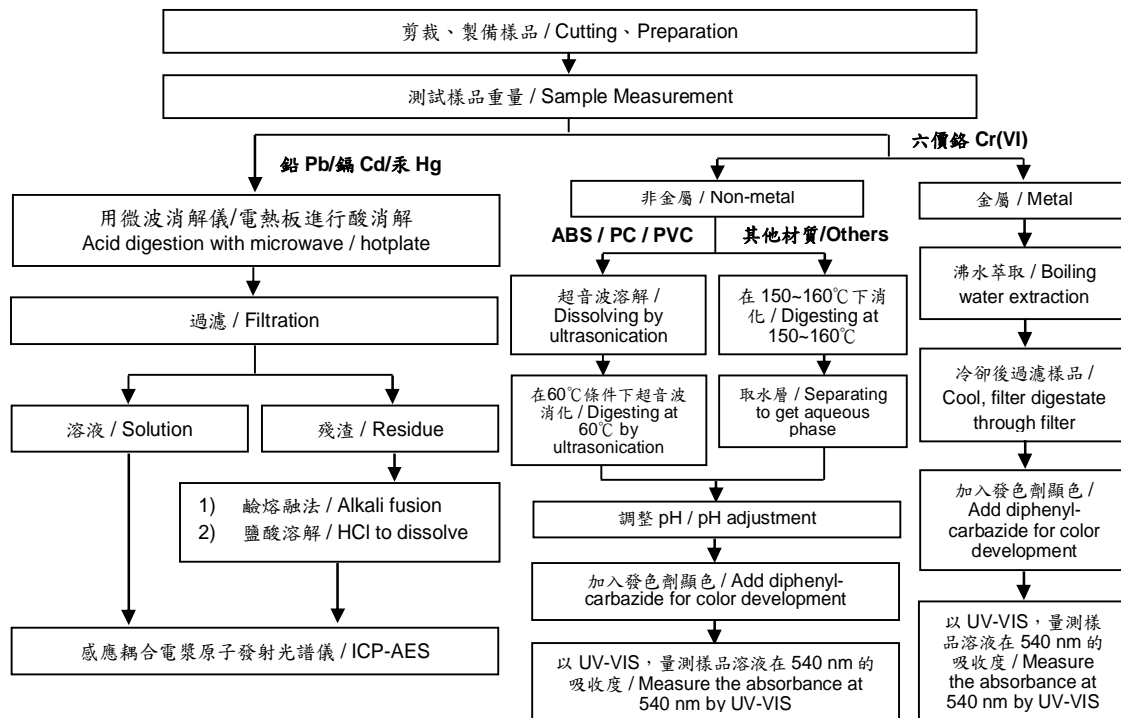 剪裁、製備樣品 / Cutting、Preparation
測試樣品重量 / Sample Measurement
六價鉻 Cr(VI)
鉛 Pb/鎘 Cd/汞 Hg
非金屬 / Non-metal
金屬 / Metal
用微波消解儀/電熱板進行酸消解
Acid digestion with microwave / hotplate
ABS / PC / PVC
其他材質/Others
過濾 / Filtration
超音波溶解 /
Dissolving by
ultrasonication
在 150~160℃下消
化 / Digesting at
150~160℃
沸水萃取 / Boiling
water extraction
溶液 / Solution
殘渣 / Residue
在60℃條件下超音波
消化 / Digesting at
60℃ by
ultrasonication
取水層 / Separating
to get aqueous
phase
冷卻後過濾樣品 /
Cool, filter digestate
through filter
1) 鹼熔融法 / Alkali fusion
2) 鹽酸溶解 / HCl to dissolve
調整 pH / pH adjustment
加入發色劑顯色 /
Add diphenyl-
carbazide for color
development
加入發色劑顯色 / Add diphenyl-
carbazide for color development
感應耦合電漿原子發射光譜儀 / ICP-AES
以 UV-VIS，量測樣品溶液在 540 nm 的
吸收度 / Measure the absorbance at
540 nm by UV-VIS
以 UV-VIS，量測樣
品溶液在 540 nm 的
吸收度 / Measure
the absorbance at
540 nm by UV-VIS